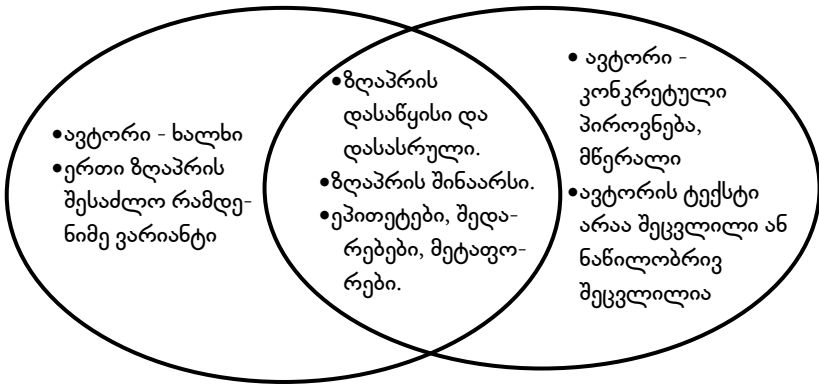 •ავტორი - ხალხი
•ერთი ზღაპრის
შესაძლო რამდე-
ნიმე ვარიანტი
•ზღაპრის
დასაწყისი და
დასასრული.
•ზღაპრის შინაარსი.
•ეპითეტები, შედა-
რებები, მეტაფო-
რები.
• ავტორი -
კონკრეტული
პიროვნება,
მწერალი
•ავტორის ტექსტი
არაა შეცვლილი ან
ნაწილობრივ
შეცვლილია